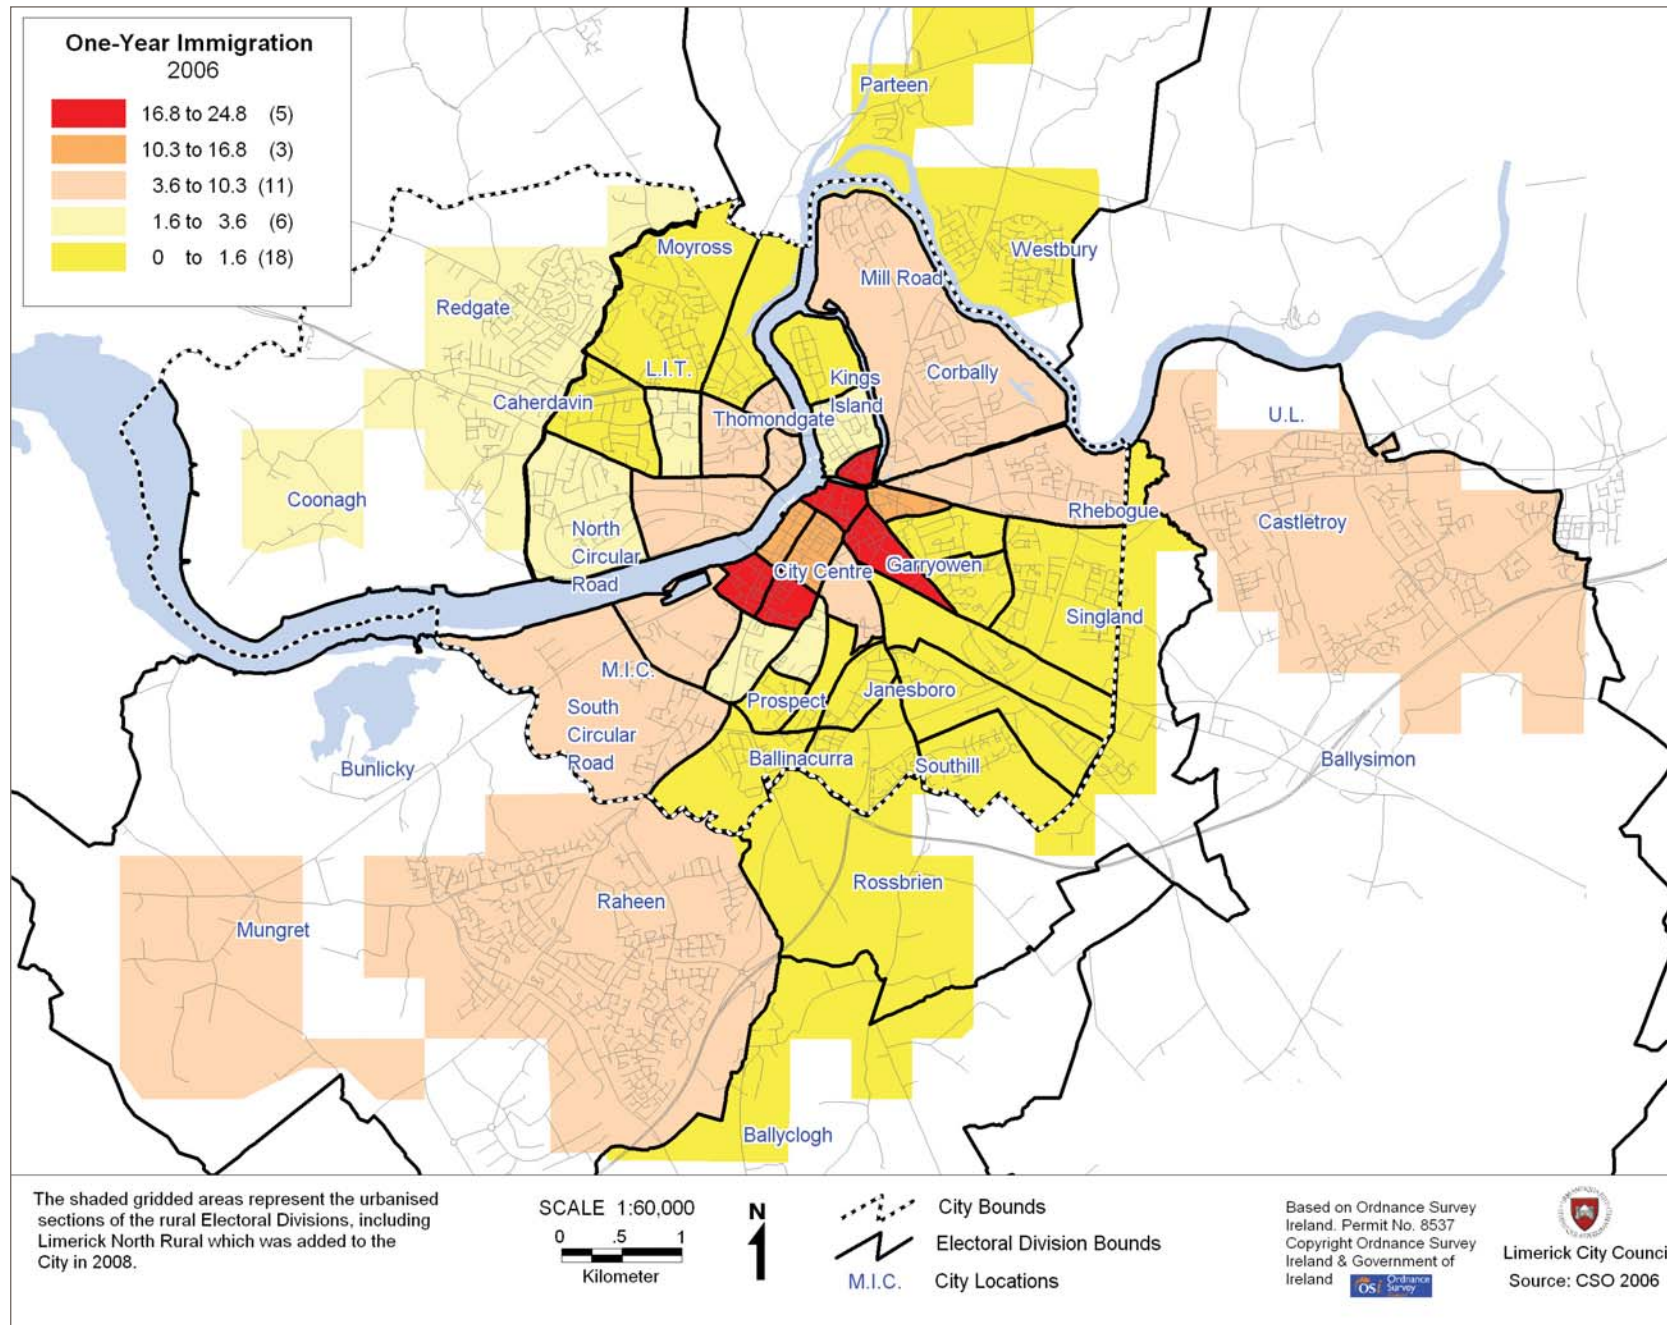 One-Year Immigration
2006
16.8 to 24.8 (5)
10.3 to 16.8 (3)
3.6 to 10.3 (11)
1.6 to 3.6 (6)
0 to 1.6 (18)
Parteen
Moyross
Westbury
Mill Road
Redgate
L.I.T.
Kings
Island
Corbally
Caherdavin
Thomondgate
U.L.
Coonagh
North
Circular
Road
Rhebogue
Castletroy
City Centre
Garryowen
Singland
M.I.C.
Prospect
Janesboro
South
Circular
Road
Bunlicky
Ballinacurra
Southill
Ballysimon
Rossbrien
Raheen
Mungret
Ballyclogh
The shaded gridded areas represent the urbanised
sections of the rural Electoral Divisions, including
Limerick North Rural which was added to the
City in 2008.
SCALE 1:60,000
0 .5 1
Kilometer
N
City Bounds
Electoral Division Bounds
M.I.C. City Locations
Based on Ordnance Survey
Ireland. Permit No. 8537
Copyright Ordnance Survey
Ireland & Government of
Ireland
OSi Ordnance
Survey
Limerick City Counci
Source: CSO 2006